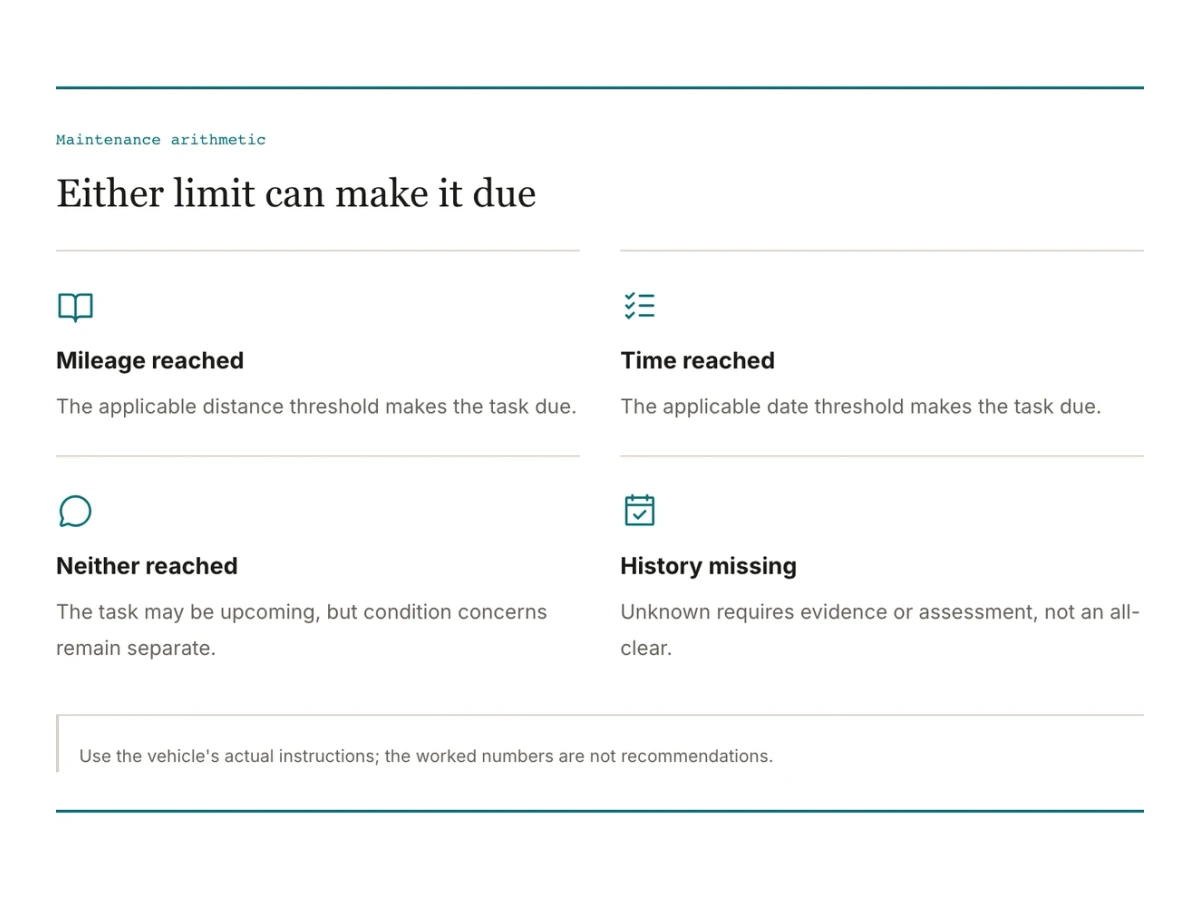 Maintenance arithmetic
Either limit can make it due
Mileage reached
The applicable distance threshold makes the task due.
Time reached
The applicable date threshold makes the task due.
Neither reached
The task may be upcoming, but condition concerns
remain separate.
History missing
Unknown requires evidence or assessment, not an all-
clear.
Use the vehicle's actual instructions; the worked numbers are not recommendations.